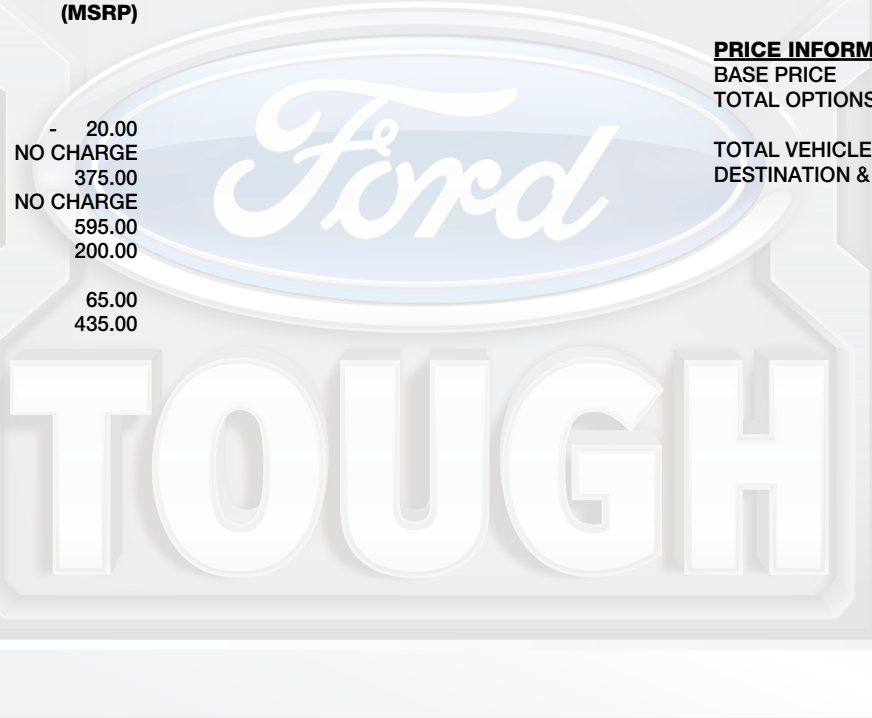 (MSRP)
- 20.00
NO CHARGE
375.00
NO CHARGE
595.00
200.00
65.00
435.00
PRICE INFORM
BASE PRICE
TOTAL OPTIONS
TOTAL VEHICLE
DESTINATION &
Ford
TOUGH